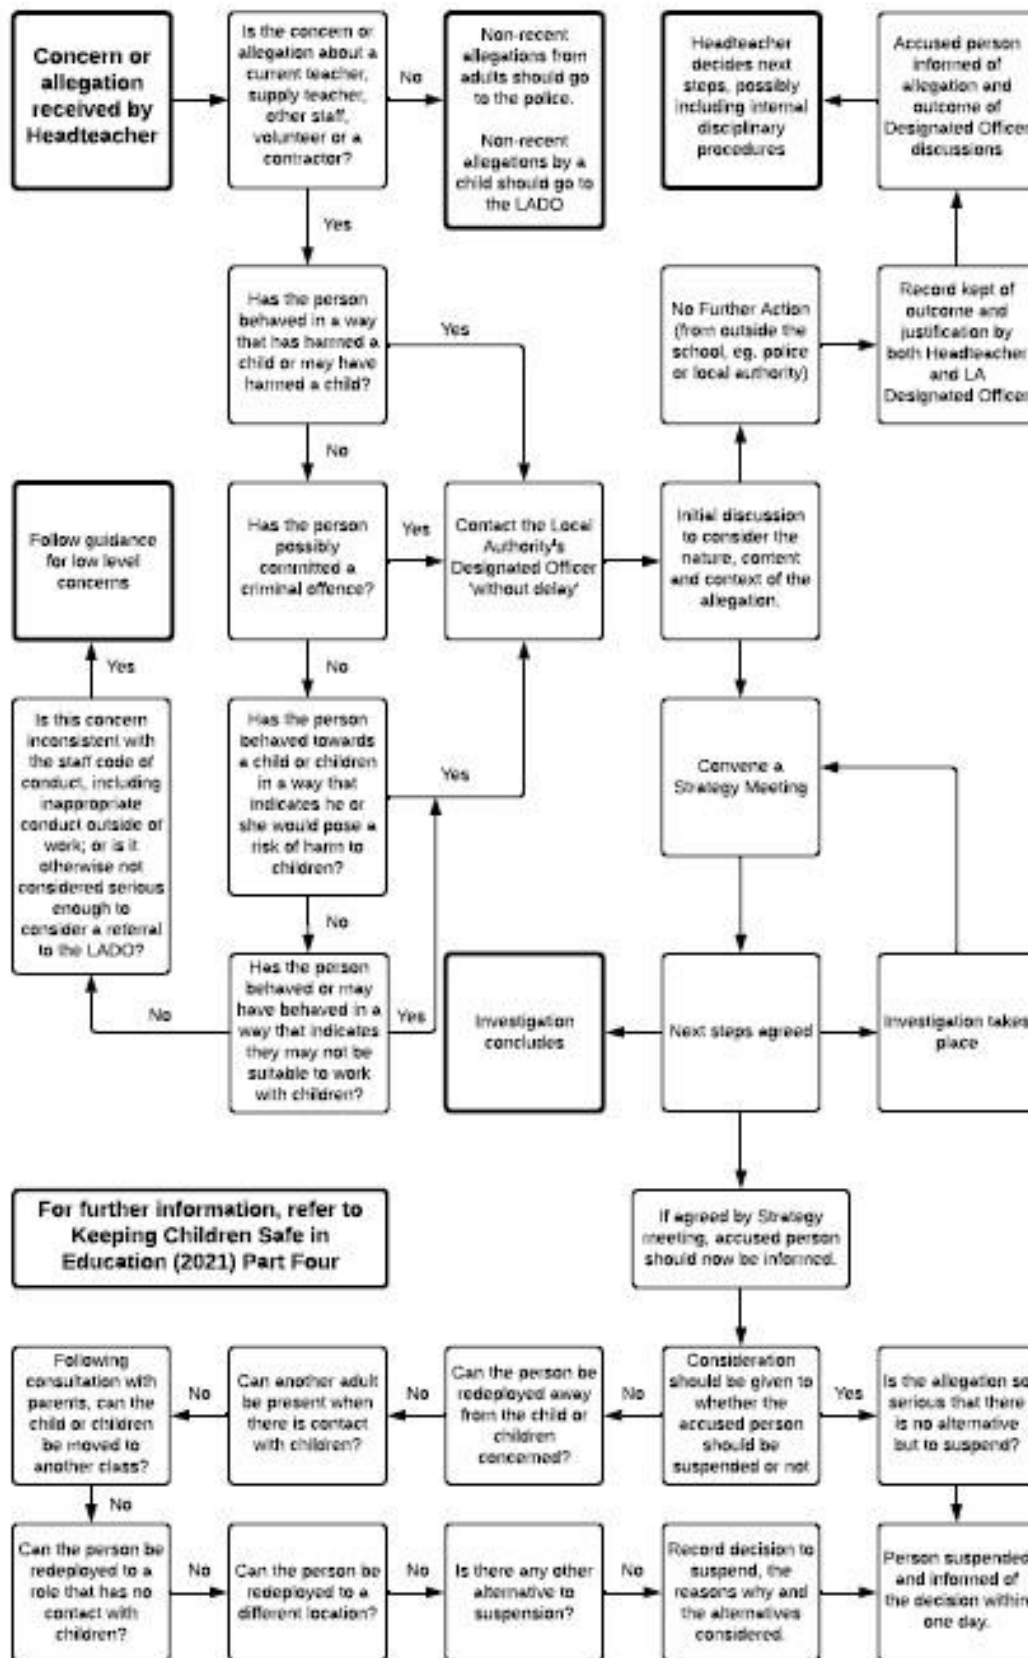 Concern or
allegation
received by
Headteacher
Is the concern or
allegation about a
current teacher,
supply teacher,
other staff,
volunteer or a
contractor?
No
Non-recent
allegations from
adults should go
to the police.
Non-recent
allegations by a
child should go to
the LADO
Headteacher
decides next
steps, possibly
including internal
disciplinary
procedures
Accused person
informed of
allegation and
outcome of
Designated Officer
discussions
Yes
Has the person
behaved in a way
that has harmed a
child or may have
harmed a child?
Yes
No Further Action
(from outside the
school, eg. police
or local authority)
Record kept of
outcome and
justification by
both Headteacher
and LA
Designated Officer
No
Follow guidance
for low level
concerns
Has the person
possibly
committed a
criminal offence?
Yes
Contact the Local
Authority's
Designated Officer
'without delay'
Initial discussion
to consider the
nature, content
and context of the
allegation.
Yes
No
Is this concern
inconsistent with
the staff code of
conduct, including
inappropriate
conduct outside of
work; or is it
otherwise not
considered serious
enough to
consider a referral
to the LADO?
Has the person
behaved towards
a child or children
in a way that
indicates he or
she would pose a
risk of harm to
children?
Yes
Convene a
Strategy Meeting
No
No
Has the person
behaved or may
have behaved in a
way that indicates
they may not be
suitable to work
with children?
Yes
Investigation
concludes
Next steps agreed
Investigation takes
place
For further information, refer to
Keeping Children Safe in
Education (2021) Part Four
If agreed by Strategy
meeting, accused person
should now be informed.
Following
consultation with
parents, can the
child or children
be moved to
another class?
No
Can another adult
be present when
there is contact
with children?
No
Can the person be
redeployed away
from the child or
children
concerned?
No
Consideration
should be given to
whether the
accused person
should be
suspended or not
Yes
Is the allegation so
serious that there
is no alternative
but to suspend?
No
Can the person be
redeployed to a
role that has no
contact with
children?
No
Can the person be
redeployed to a
different location?
No
Is there any other
alternative to
suspension?
No
Record decision to
suspend, the
reasons why and
the alternatives
considered.
Person suspended
and informed of
the decision within
one day.